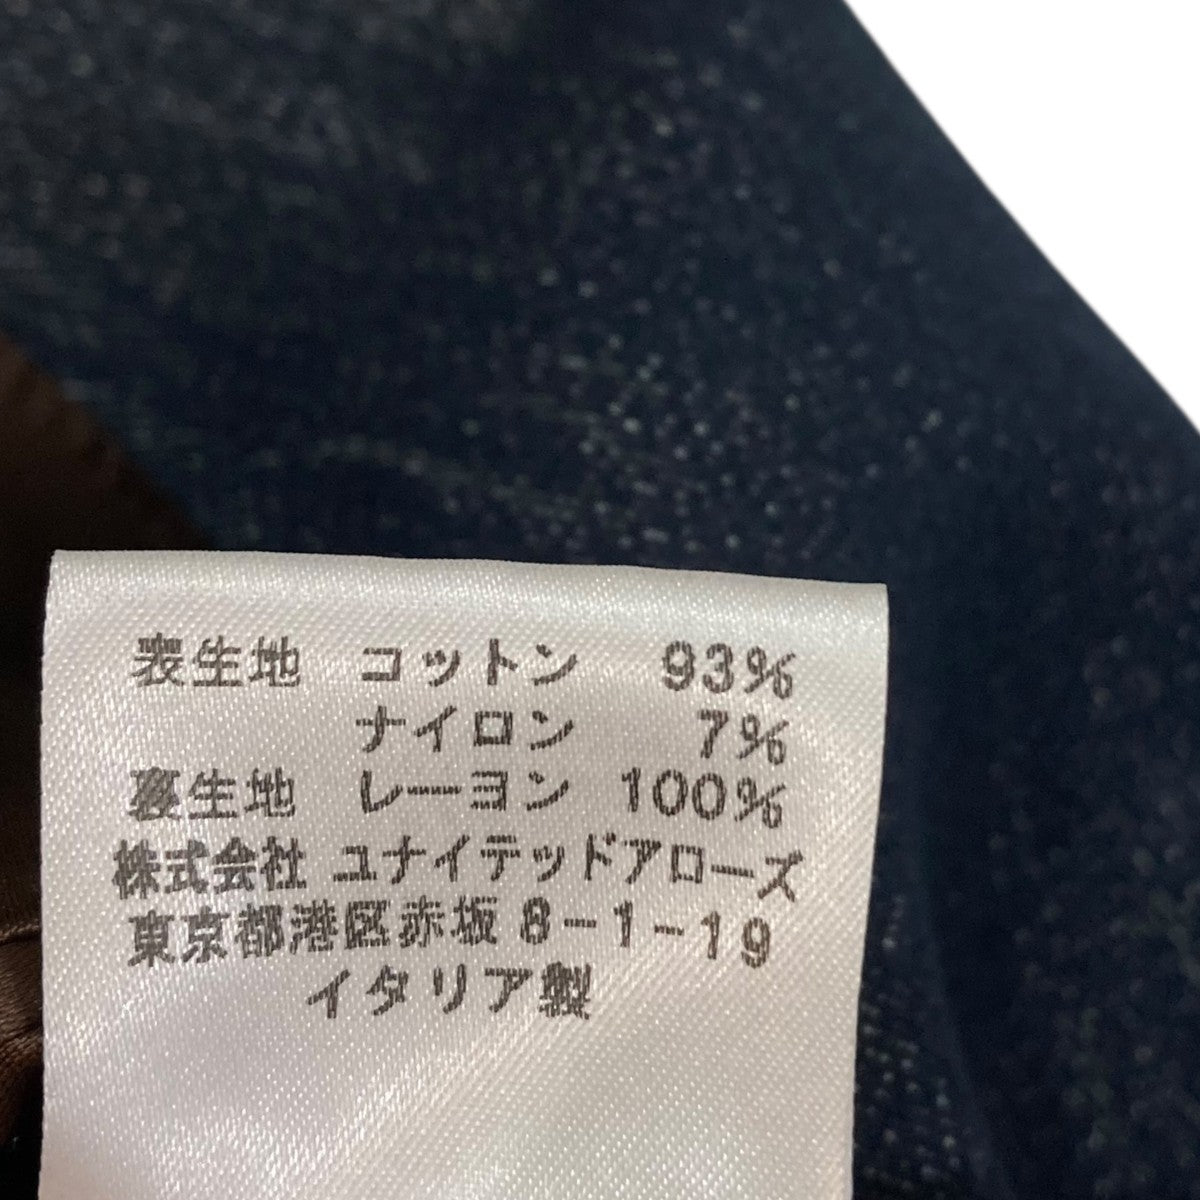 表生地 コットン 93%
ナイロン 7%
裏生地 レーヨン 100%
株式会社 ユナイテッドアローズ
東京都港区赤坂8-1-19
イタリア製